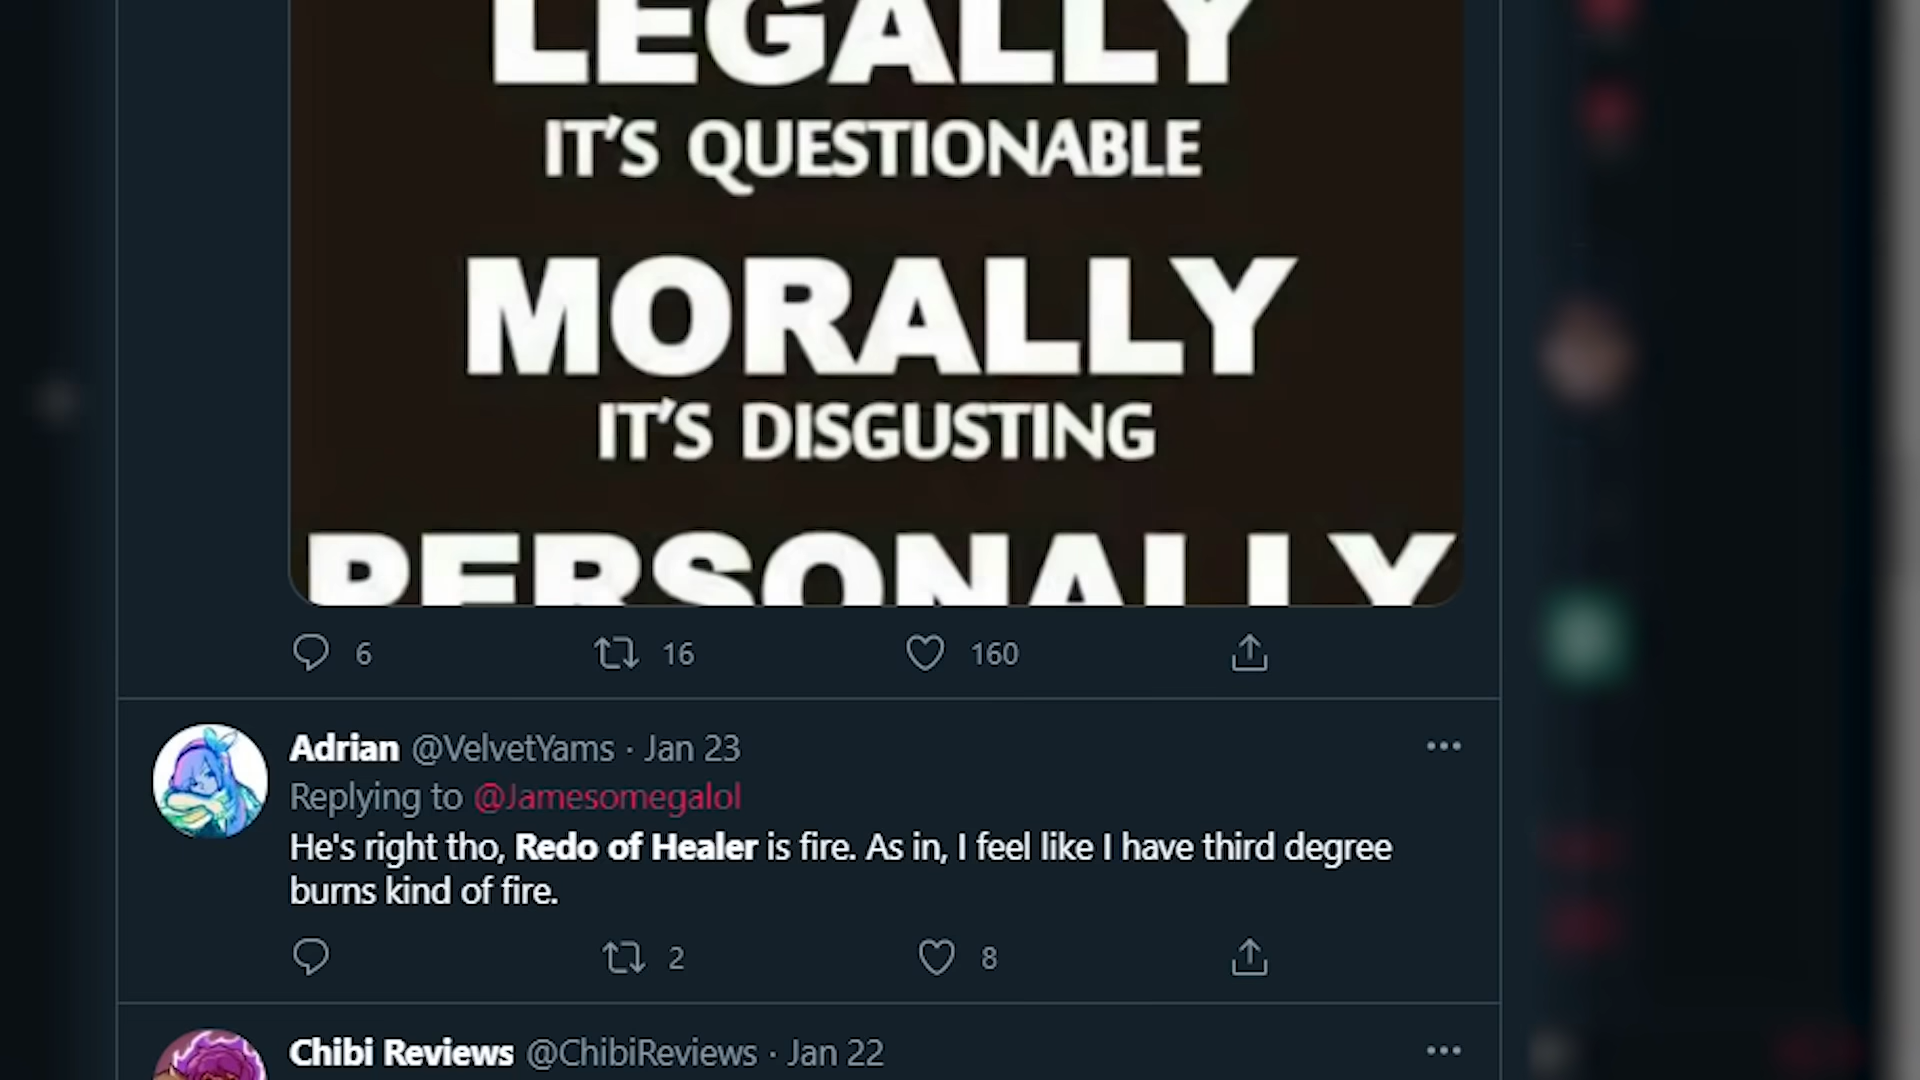 LEGALLY
IT'S QUESTIONABLE
MORALLY
IT'S DISGUSTING
PERSONALLY
6 16 160
Adrian @VelvetYams · Jan 23
Replying to @Jamesomegalol
He's right tho, Redo of Healer is fire. As in, I feel like I have third degree
burns kind of fire.
2 8
Chibi Reviews @ChibiReviews · Jan 22